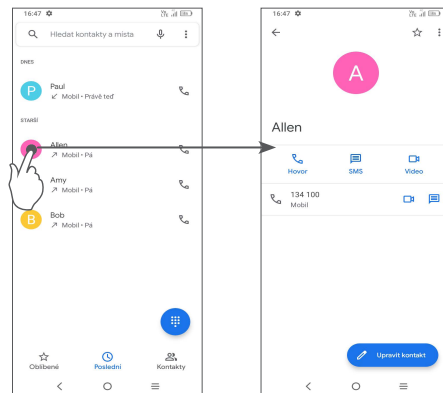 16:47
Hledat kontakty a místa
DNES
P
Paul
Mobil • Právě teď
STARŠÍ
Allen
Mobil • Pá
Amy
Mobil • Pá
B
Bob
Mobil • Pá
Oblíbené
Poslední
Kontakty
16:47
A
Allen
Hovor
SMS
Video
134 100
Mobil
Upravit kontakt